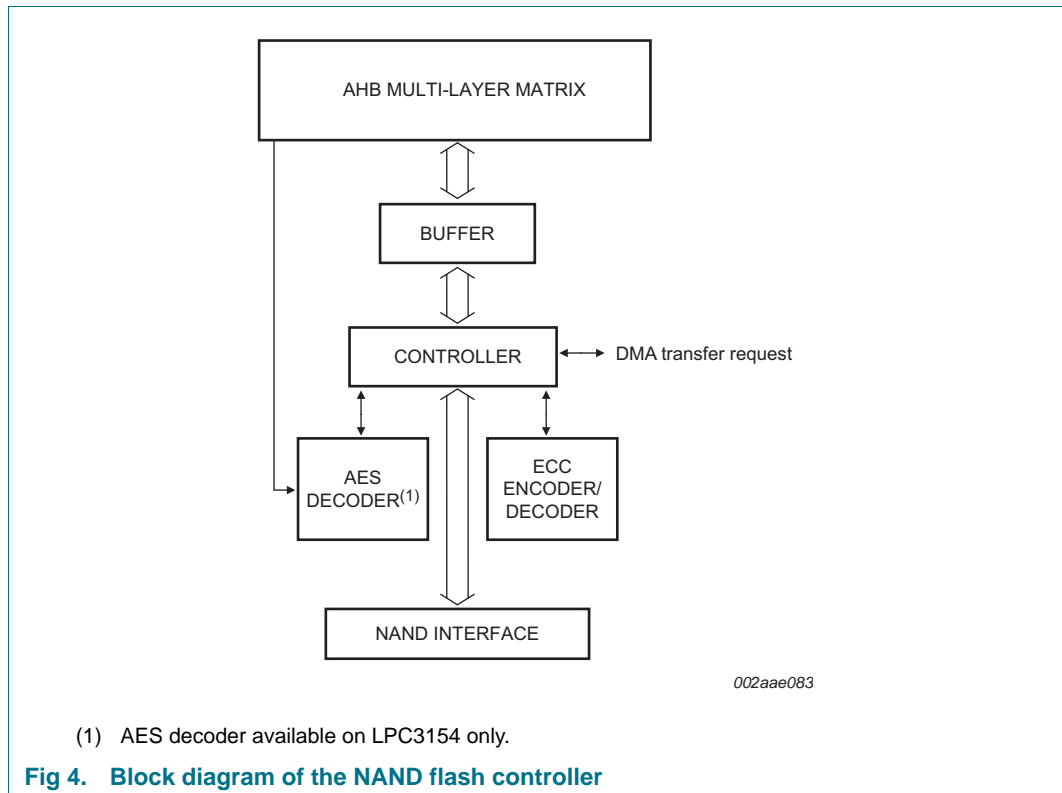 AHB MULTI-LAYER MATRIX
BUFFER
CONTROLLER
DMA transfer request
AES
DECODER(1)
ECC
ENCODER/
DECODER
NAND INTERFACE
002aae083
(1) AES decoder available on LPC3154 only.
Fig 4. Block diagram of the NAND flash controller